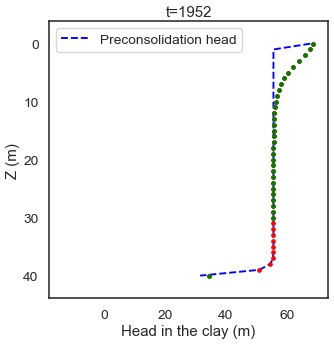 t=1952
Preconsolidation head
0
10
20
30
40
Z (m)
0 20 40 60
Head in the clay (m)